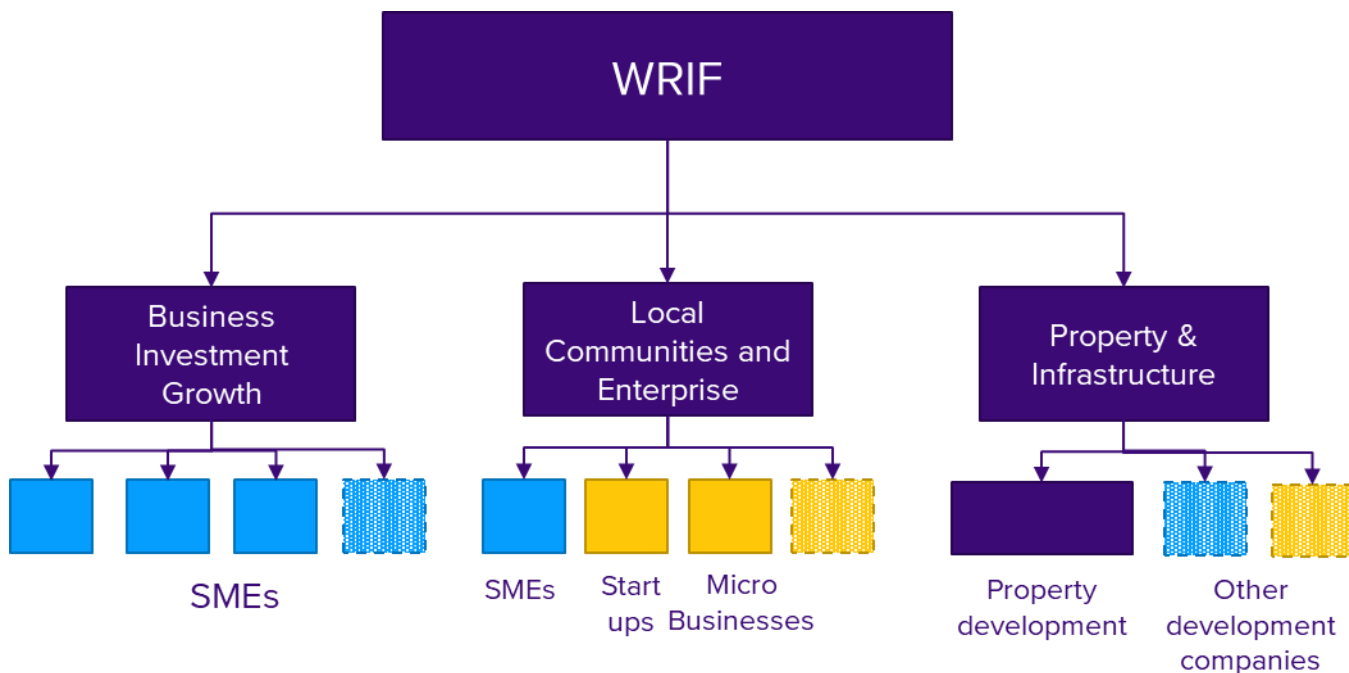 WRIF
Business
Investment
Growth
Local
Communities and
Enterprise
Property &
Infrastructure
SMEs
SMEs
Start
ups
Micro
Businesses
Property
development
Other
development
companies